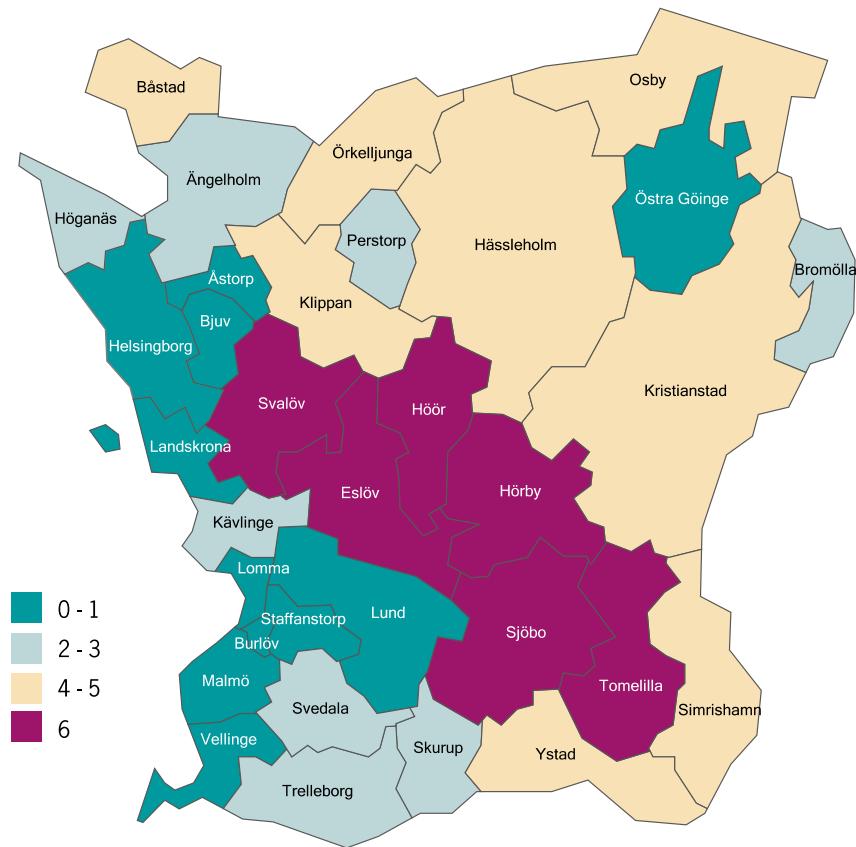 Osby
Båstad
Örkelljunga
Ängelholm
Östra Göinge
Höganäs
Perstorp
Hässleholm
Bromölla
Åstorp
Klippan
Bjuv
Helsingborg
Kristianstad
Svalöv
Höör
Landskrona
Eslöv
Hörby
Kävlinge
Lomma
0 - 1
Staffanstorp
Lund
Sjöbo
Burlöv
2 - 3
Malmö
Tomelilla
4 - 5
Svedala
Simrishamn
6
Vellinge
Skurup
Ystad
Trelleborg